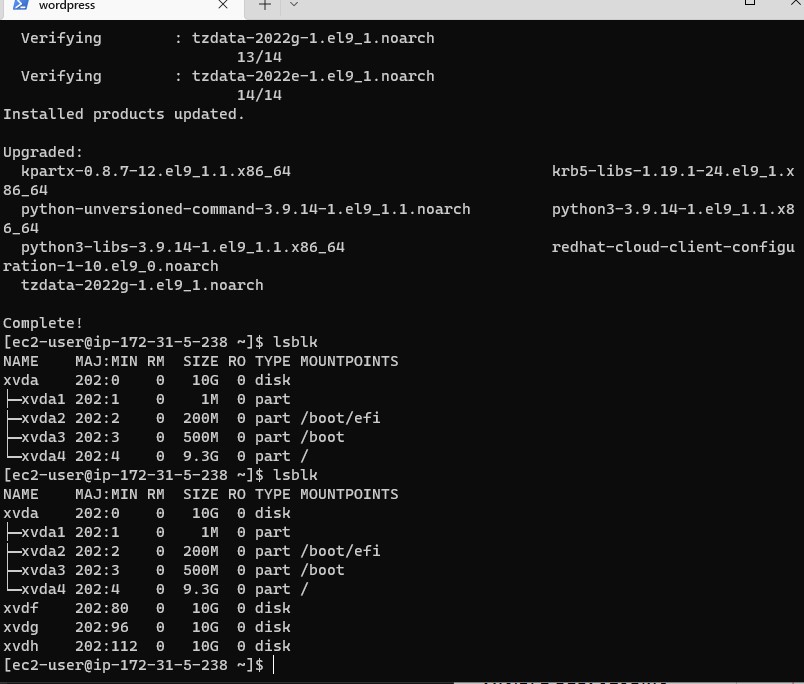 wordpress
  Verifying        : tzdata-2022g-1.el9_1.noarch
                          13/14
  Verifying        : tzdata-2022e-1.el9_1.noarch
                          14/14
Installed products updated.

Upgraded:
  kpartx-0.8.7-12.el9_1.1.x86_64                             krb5-libs-1.19.1-24.el9_1.x
86_64
  python-unversioned-command-3.9.14-1.el9_1.1.noarch         python3-3.9.14-1.el9_1.1.x8
6_64
  python3-libs-3.9.14-1.el9_1.1.x86_64                       redhat-cloud-client-configu
ration-1-10.el9_0.noarch
  tzdata-2022g-1.el9_1.noarch

Complete!
[ec2-user@ip-172-31-5-238 ~]$ lsblk
NAME    MAJ:MIN RM  SIZE RO TYPE MOUNTPOINTS
xvda    202:0    0   10G  0 disk
├─xvda1 202:1    0    1M  0 part
├─xvda2 202:2    0  200M  0 part /boot/efi
├─xvda3 202:3    0  500M  0 part /boot
└─xvda4 202:4    0  9.3G  0 part /
[ec2-user@ip-172-31-5-238 ~]$ lsblk
NAME    MAJ:MIN RM  SIZE RO TYPE MOUNTPOINTS
xvda    202:0    0   10G  0 disk
├─xvda1 202:1    0    1M  0 part
├─xvda2 202:2    0  200M  0 part /boot/efi
├─xvda3 202:3    0  500M  0 part /boot
└─xvda4 202:4    0  9.3G  0 part /
xvdf    202:80   0   10G  0 disk
xvdg    202:96   0   10G  0 disk
xvdh    202:112  0   10G  0 disk
[ec2-user@ip-172-31-5-238 ~]$